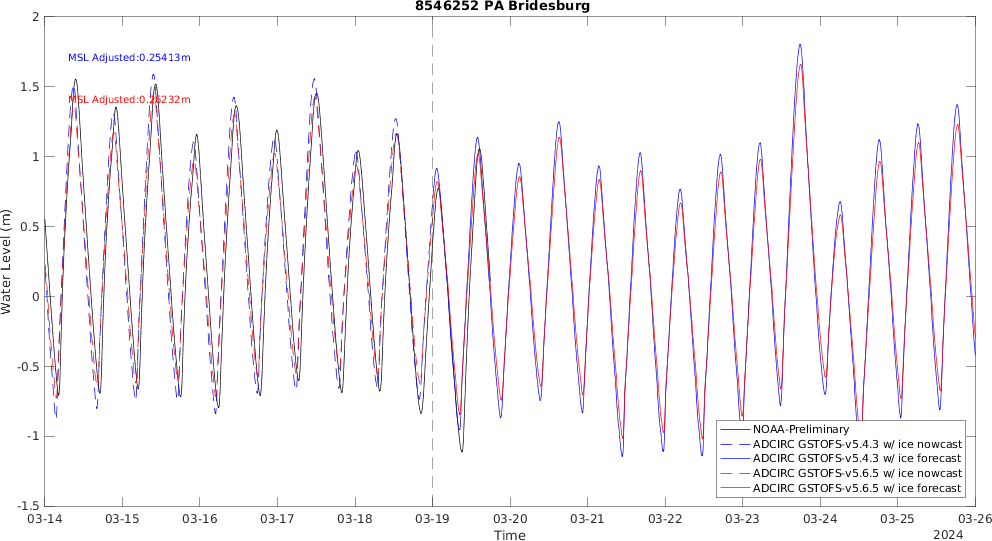 8546252 PA Bridesburg
2
1.5
1
0.5
0
-0.5
-1
-1.5
Water Level (m)
MSL Adjusted:0.25413m
MSL Adjusted:0.26232m
NOAA-Preliminary
ADCIRC GSTOFS-v5.4.3 w/ ice nowcast
ADCIRC GSTOFS-v5.4.3 w/ ice forecast
ADCIRC GSTOFS-v5.6.5 w/ ice nowcast
ADCIRC GSTOFS-v5.6.5 w/ ice forecast
03-14 03-15 03-16 03-17 03-18 03-19 03-20 03-21 03-22 03-23 03-24 03-25 03-26
Time
2024